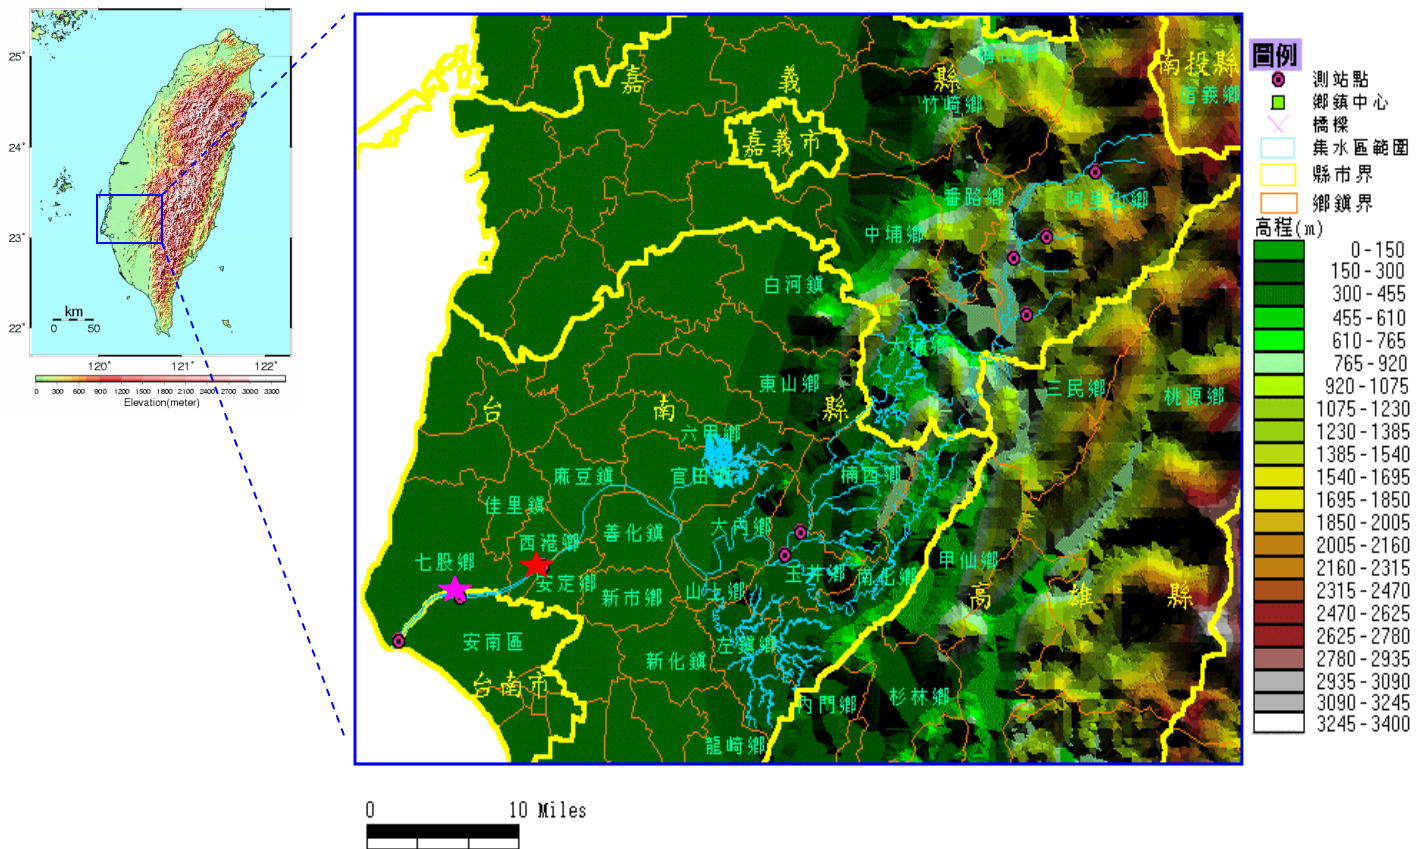 25°
24°
23°
22°
km
0 50
120° 121° 122°
0 300 600 900 1200 1500 1800 2100 2400 2700 3000 3300
Elevation(meter)
嘉 義 縣
梅山鄉
南投縣
信義鄉
竹崎鄉
嘉義市
番路鄉
阿里山鄉
中埔鄉
白河鎮
大埔鄉
東山鄉
三民鄉
桃源鄉
台 南 縣
六甲鄉
麻豆鎮
官田鄉
楠西鄉
佳里鎮
善化鎮
大內鄉
西港鄉
七股鄉
安定鄉
新市鄉
山上鄉
玉井鄉
南化鄉
甲仙鄉
高 雄 縣
安南區
新化鎮
左鎮鄉
台南市
內門鄉
杉林鄉
龍崎鄉
圖例
測站點
鄉鎮中心
橋樑
集水區範圍
縣市界
鄉鎮界
高程(m)
0-150
150-300
300-455
455-610
610-765
765-920
920-1075
1075-1230
1230-1385
1385-1540
1540-1695
1695-1850
1850-2005
2005-2160
2160-2315
2315-2470
2470-2625
2625-2780
2780-2935
2935-3090
3090-3245
3245-3400
0 10 Miles